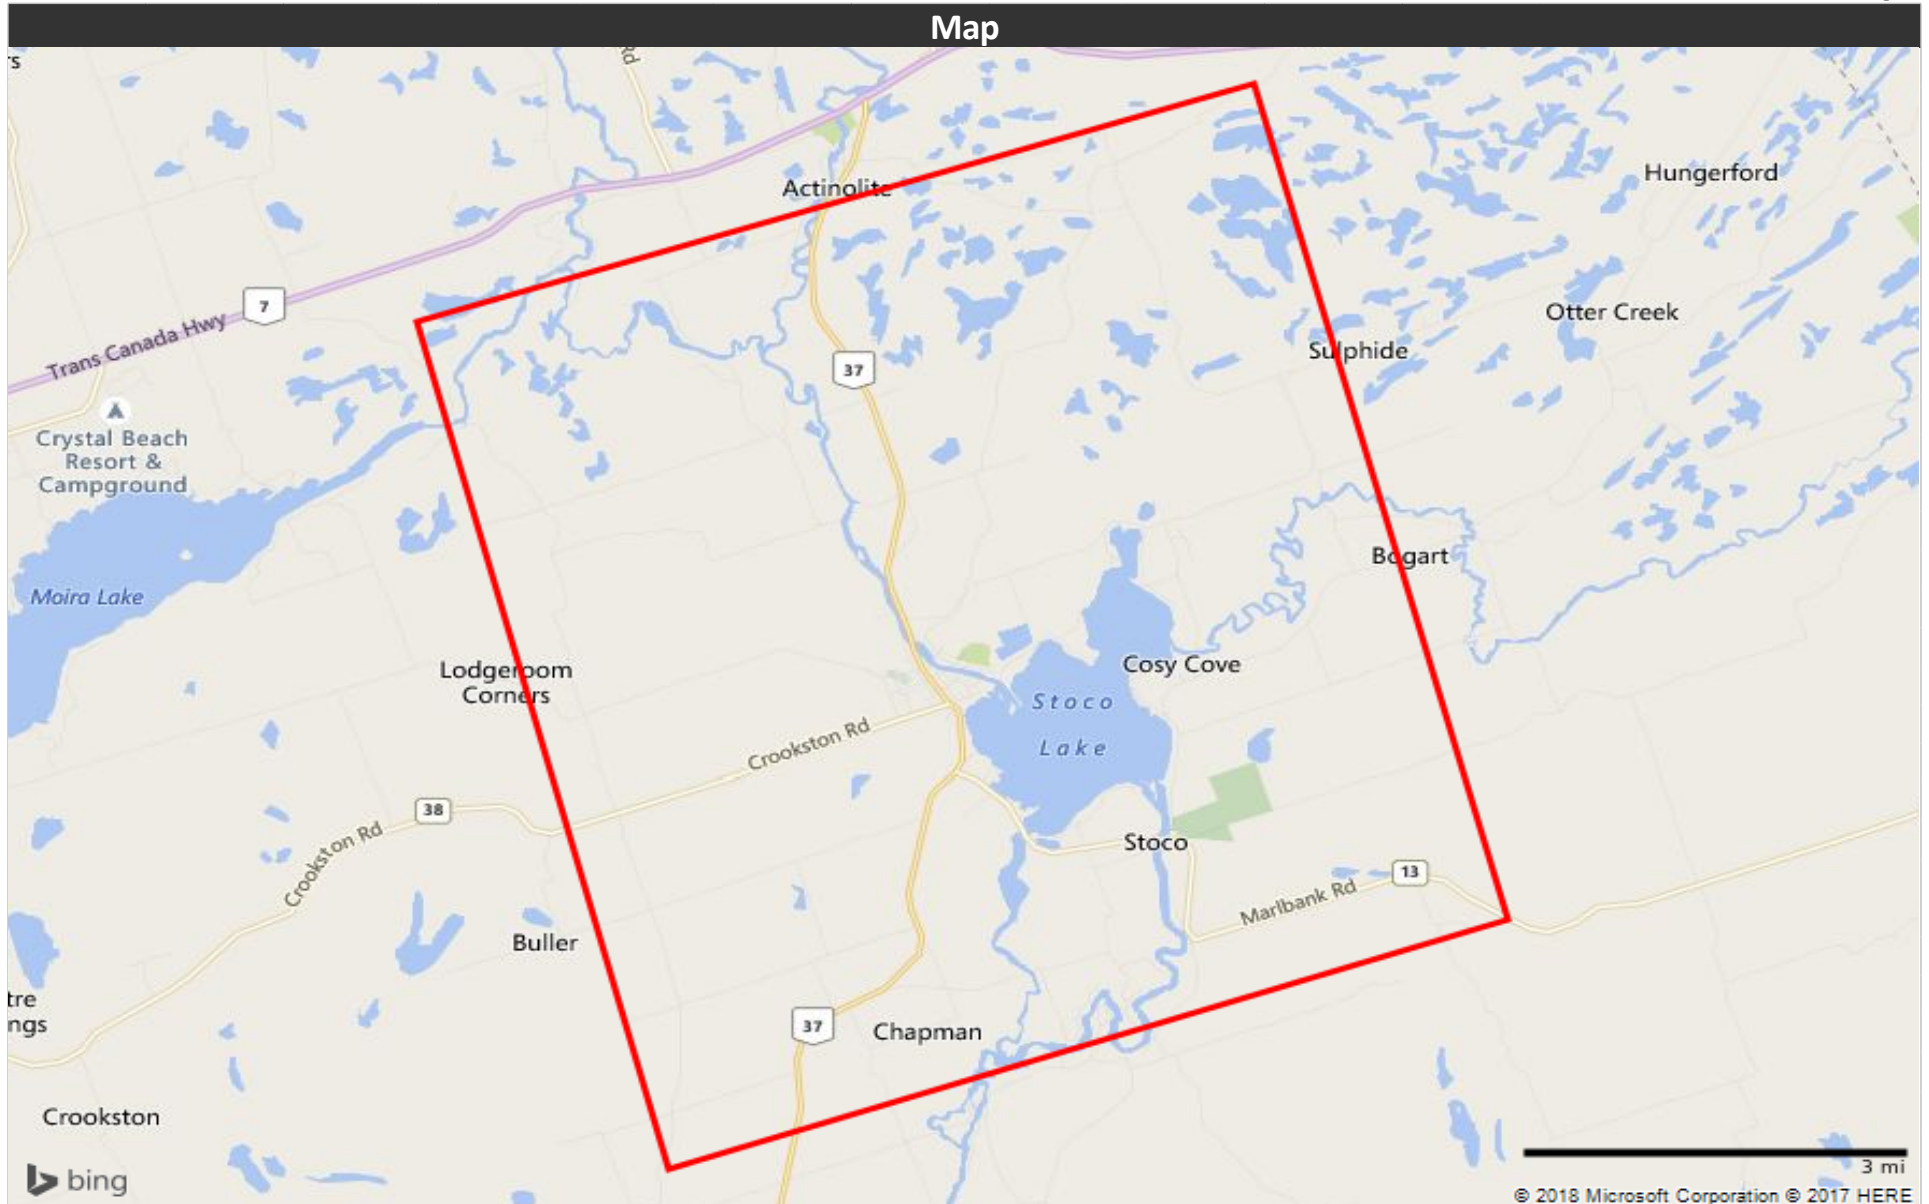 Map
rs
Rd
Hungerford
Actinolite
7
Otter Creek
Trans Canada Hwy
Sulphide
37
Crystal Beach
Resort &
Campground
Bogart
Moira Lake
Cosy Cove
Lodgeroom
Corners
Stoco
Lake
Crookston Rd
38
Stoco
Crookston Rd
13
Marlbank Rd
Buller
tre
ngs
37
Chapman
Crookston
3 mi
bing
© 2018 Microsoft Corporation © 2017 HERE